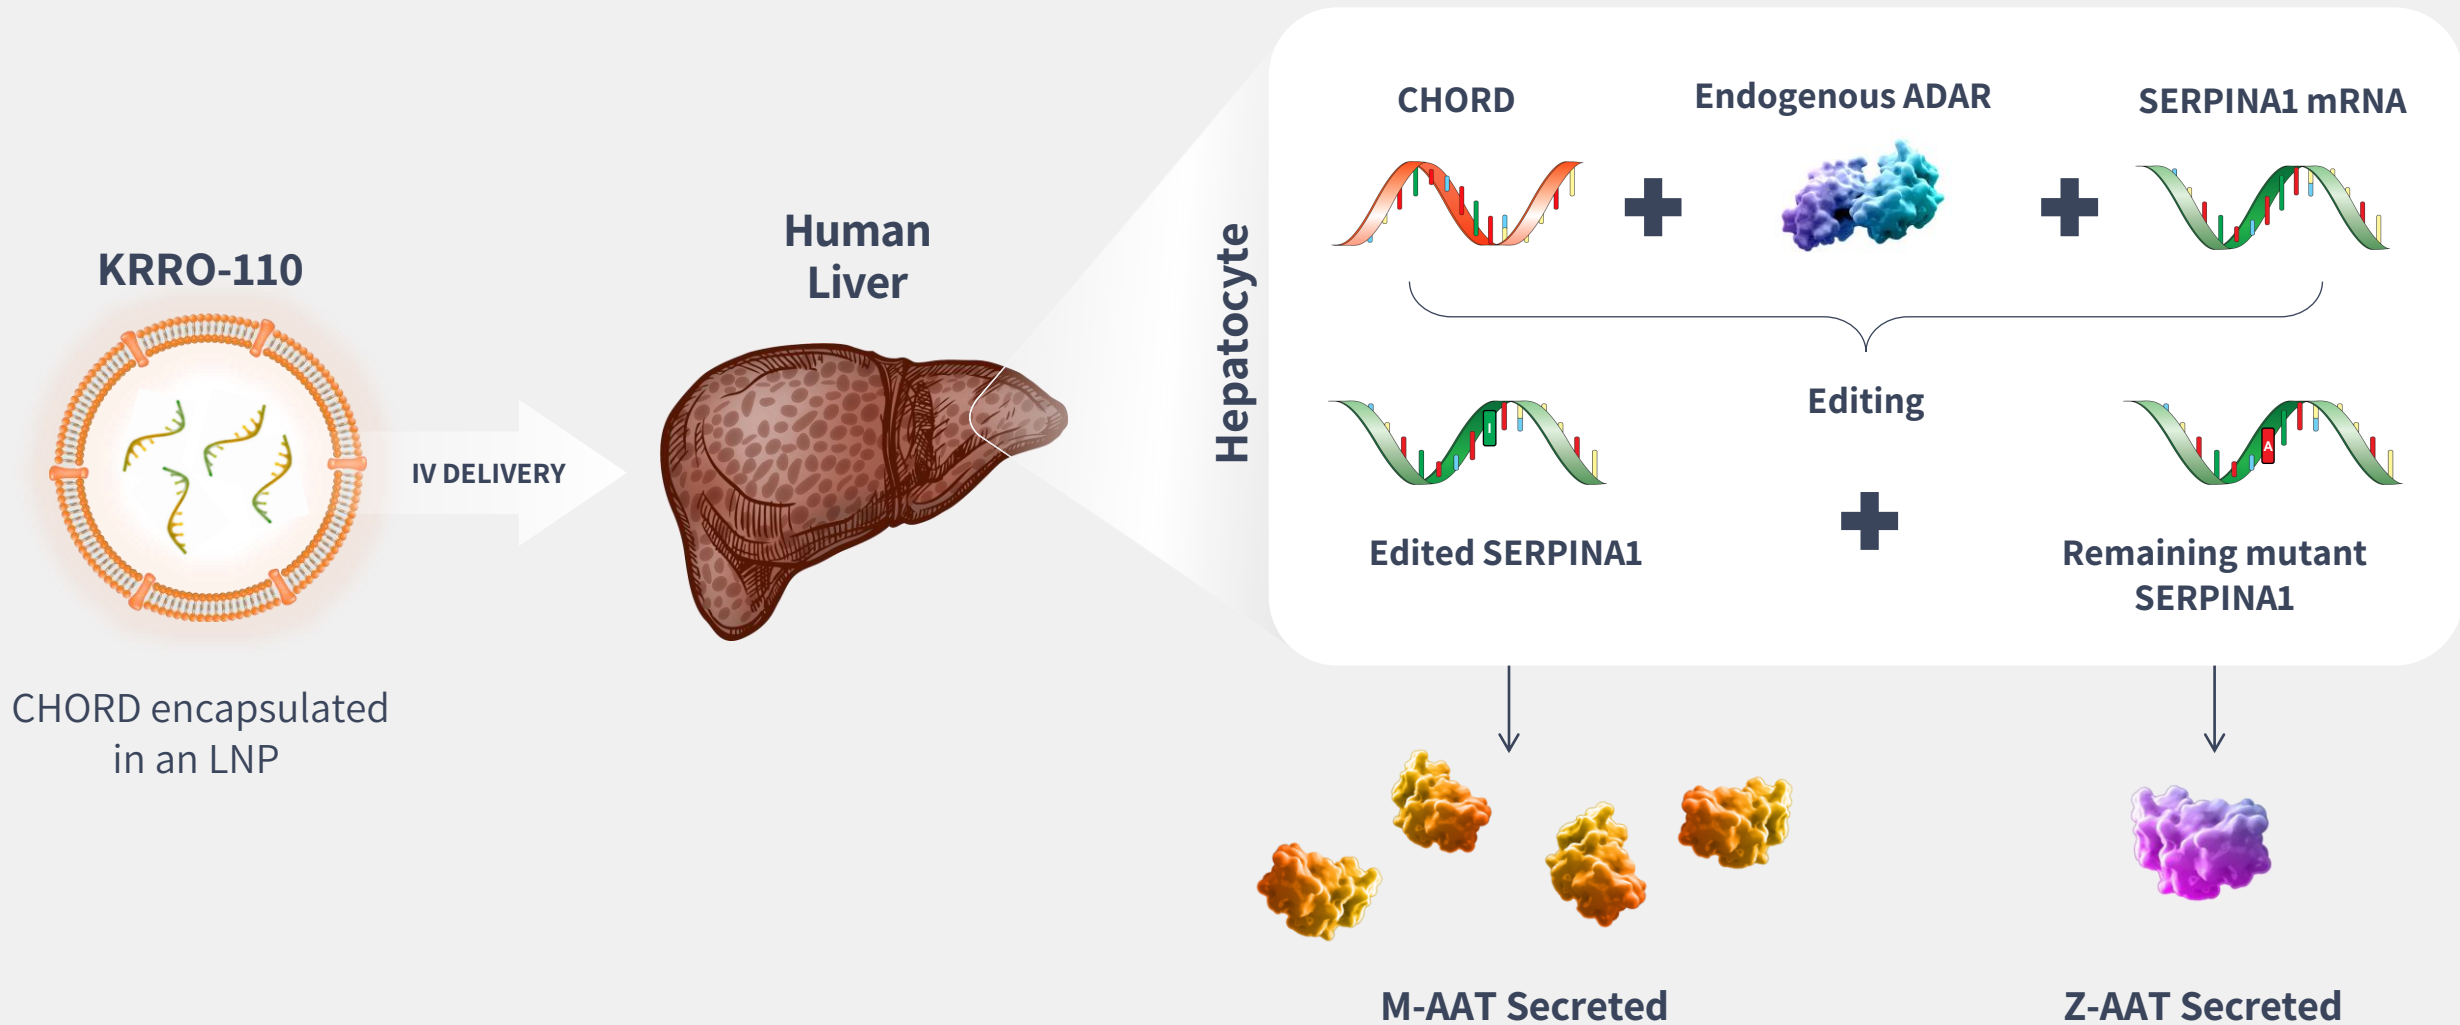 KRRO-110
CHORD encapsulated
in an LNP
IV DELIVERY
Human
Liver
Hepatocyte
CHORD
Endogenous ADAR
SERPINA1 mRNA
Editing
I
A
Edited SERPINA1
Remaining mutant
SERPINA1
M-AAT Secreted
Z-AAT Secreted